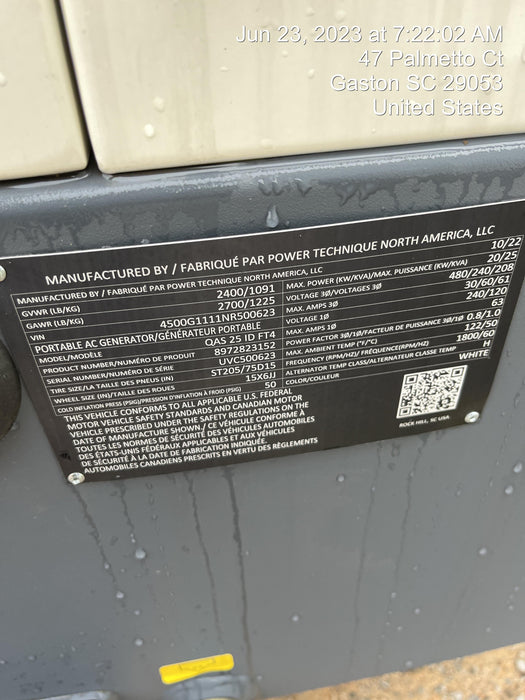 Jun 23, 2023 at 7:22:02 AM
47 Palmetto Ct
Gaston SC 29053
United States
MANUFACTURED BY / FABRIQUÉ PAR POWER TECHNIQUE NORTH AMERICA, LLC
MANUFACTURED BY / FABRIQUÉ PAR POWER TECHNIQUE NORTH AMERICA, LLC 10/22
GVWR (LB/KG) 2400/1091
GAWR (LB/KG) 2700/1225
VIN 4500G1111NR500623
PORTABLE AC GENERATOR/GÉNÉRATEUR PORTABLE
MODEL/MODÈLE QAS 25 ID FT4
PRODUCT NUMBER/NUMÉRO DE PRODUIT 8972823152
SERIAL NUMBER/NUMÉRO DE SÉRIE UVC500623
TIRE SIZE/LA TAILLE DES PNEUS (IN) ST205/75D15
WHEEL SIZE (IN)/TAILLE DES ROUES 15X6JJ
COLD INFLATION PRESS (PSI)/PRESSION D'INFLATION À FROID (PSIG) 50
MAX. POWER (KW/KVA)/MAX. PUISSANCE (KW/KVA) 20/25
VOLTAGE 3Ø/VOLTAGES 3Ø 480/240/208
MAX. AMPS 3Ø 30/60/61
VOLTAGE 1Ø 240/120
MAX. AMPS 1Ø 63
POWER FACTOR 3Ø/1Ø/FACTEUR DE PUISSANCE 3Ø/1Ø 0.8/1.0
MAX. AMBIENT TEMP (°F/°C) 122/50
FREQUENCY (RPM/HZ)/ FRÉQUENCE(RPM/HZ) 1800/60
ALTERNATOR TEMP CLASS/ALTERNATEUR CLASSE TEMP H
COLOR/COULEUR WHITE
THIS VEHICLE CONFORMS TO ALL APPLICABLE U.S. FEDERAL
MOTOR VEHICLE SAFETY STANDARDS AND CANADIAN MOTOR
VEHICLE PRESCRIBED UNDER THE SAFETY REGULATIONS ON THE
DATE OF MANUFACTURE SHOWN./ CE VÉHICULE CONFORME À
TOUTES LES NORMES DE SÉCURITÉ DES VÉHICULES AUTOMOBILES
DES ÉTATS-UNIS FÉDÉRAUX APPLICABLES ET AUX VÉHICULES
DE SÉCURITÉ À LA DATE DE FABRICATION INDIQUÉE.
AUTOMOBILES CANADIENS PRESCRITS EN VERTU DES RÈGLEMENTS
ROCK HILL, SC USA